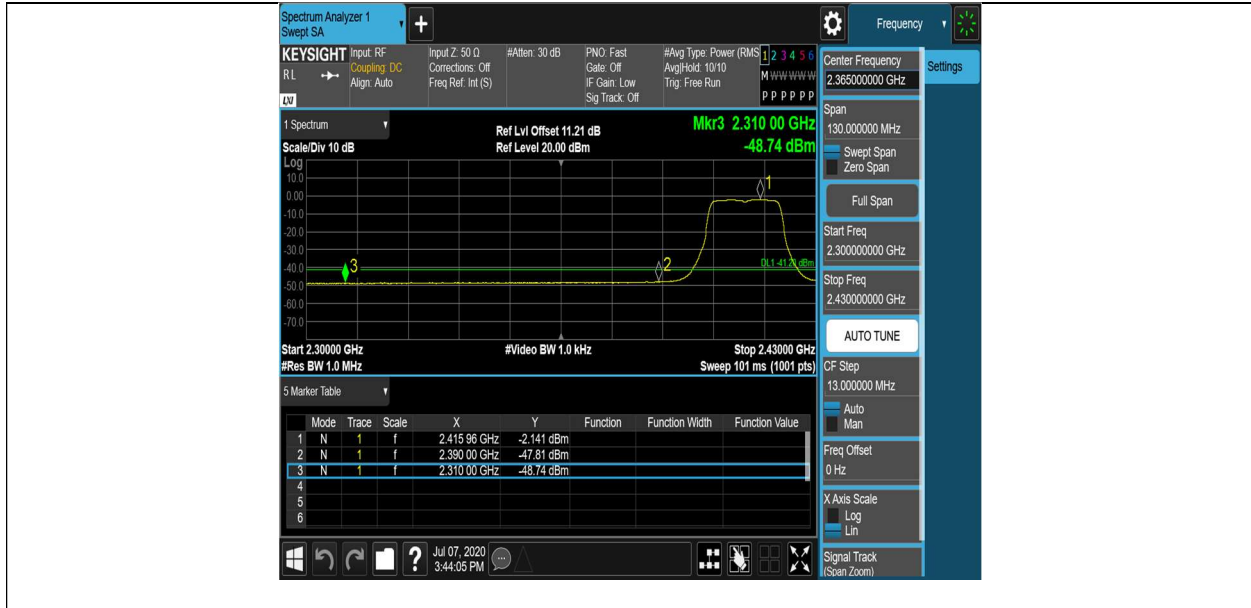 Spectrum Analyzer 1
Swept SA
+
Frequency
KEYSIGHT Input: RF Input Z: 50 Ω #Atten: 30 dB PNO: Fast #Avg Type: Power (RMS 1 2 3 4 5 6
RL Coupling: DC Corrections: Off Gate: Off Avg|Hold: 10/10 M W W W W W
Align: Auto Freq Ref: Int (S) IF Gain: Low Trig: Free Run
LXI Sig Track: Off P P P P P P
1 Spectrum
Ref Lvl Offset 11.21 dB Mkr3 2.310 00 GHz
Scale/Div 10 dB Ref Level 20.00 dBm -48.74 dBm
Log
10.0
0.00
-10.0
-20.0
-30.0
-40.0
-50.0
-60.0
-70.0
1
2
3
Start 2.30000 GHz #Video BW 1.0 kHz Stop 2.43000 GHz
#Res BW 1.0 MHz Sweep 101 ms (1001 pts)
5 Marker Table
Mode Trace Scale X Y Function Function Width Function Value
1 N 1 f 2.415 96 GHz -2.141 dBm
2 N 1 f 2.390 00 GHz -47.81 dBm
3 N 1 f 2.310 00 GHz -48.74 dBm
4
5
6
?
Jul 07, 2020
3:44:05 PM
Center Frequency
2.365000000 GHz
Settings
Span
130.000000 MHz
Swept Span
Zero Span
Full Span
Start Freq
2.300000000 GHz
Stop Freq
2.430000000 GHz
AUTO TUNE
CF Step
13.000000 MHz
Auto
Man
Freq Offset
0 Hz
X Axis Scale
Log
Lin
Signal Track
(Span Zoom)